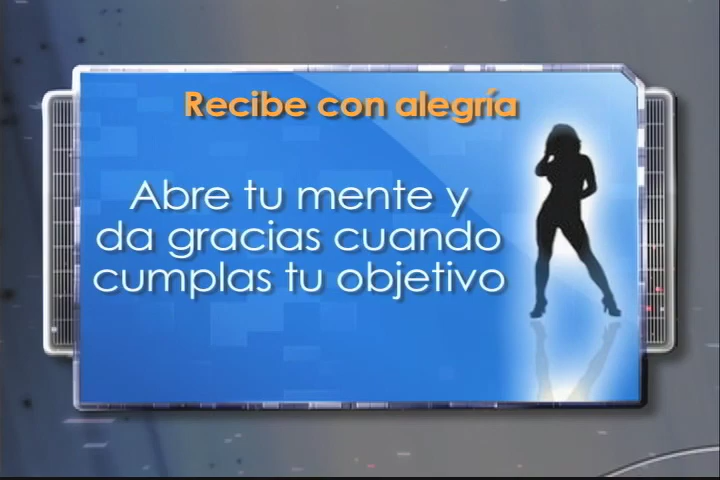 Recibe con alegría
Abre tu mente y
da gracias cuando
cumplas tu objetivo